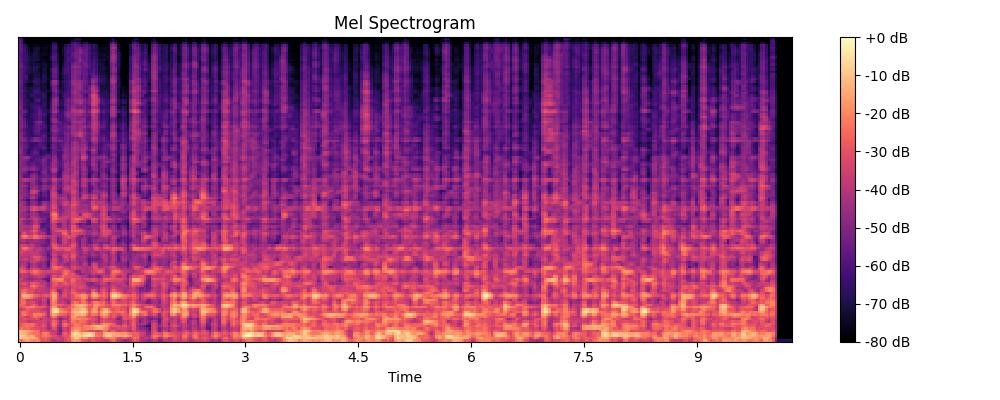 Mel Spectrogram
+0 dB
-10 dB
-20 dB
-30 dB
-40 dB
-50 dB
-60 dB
-70 dB
-80 dB
0 1.5 3 4.5 6 7.5 9
Time